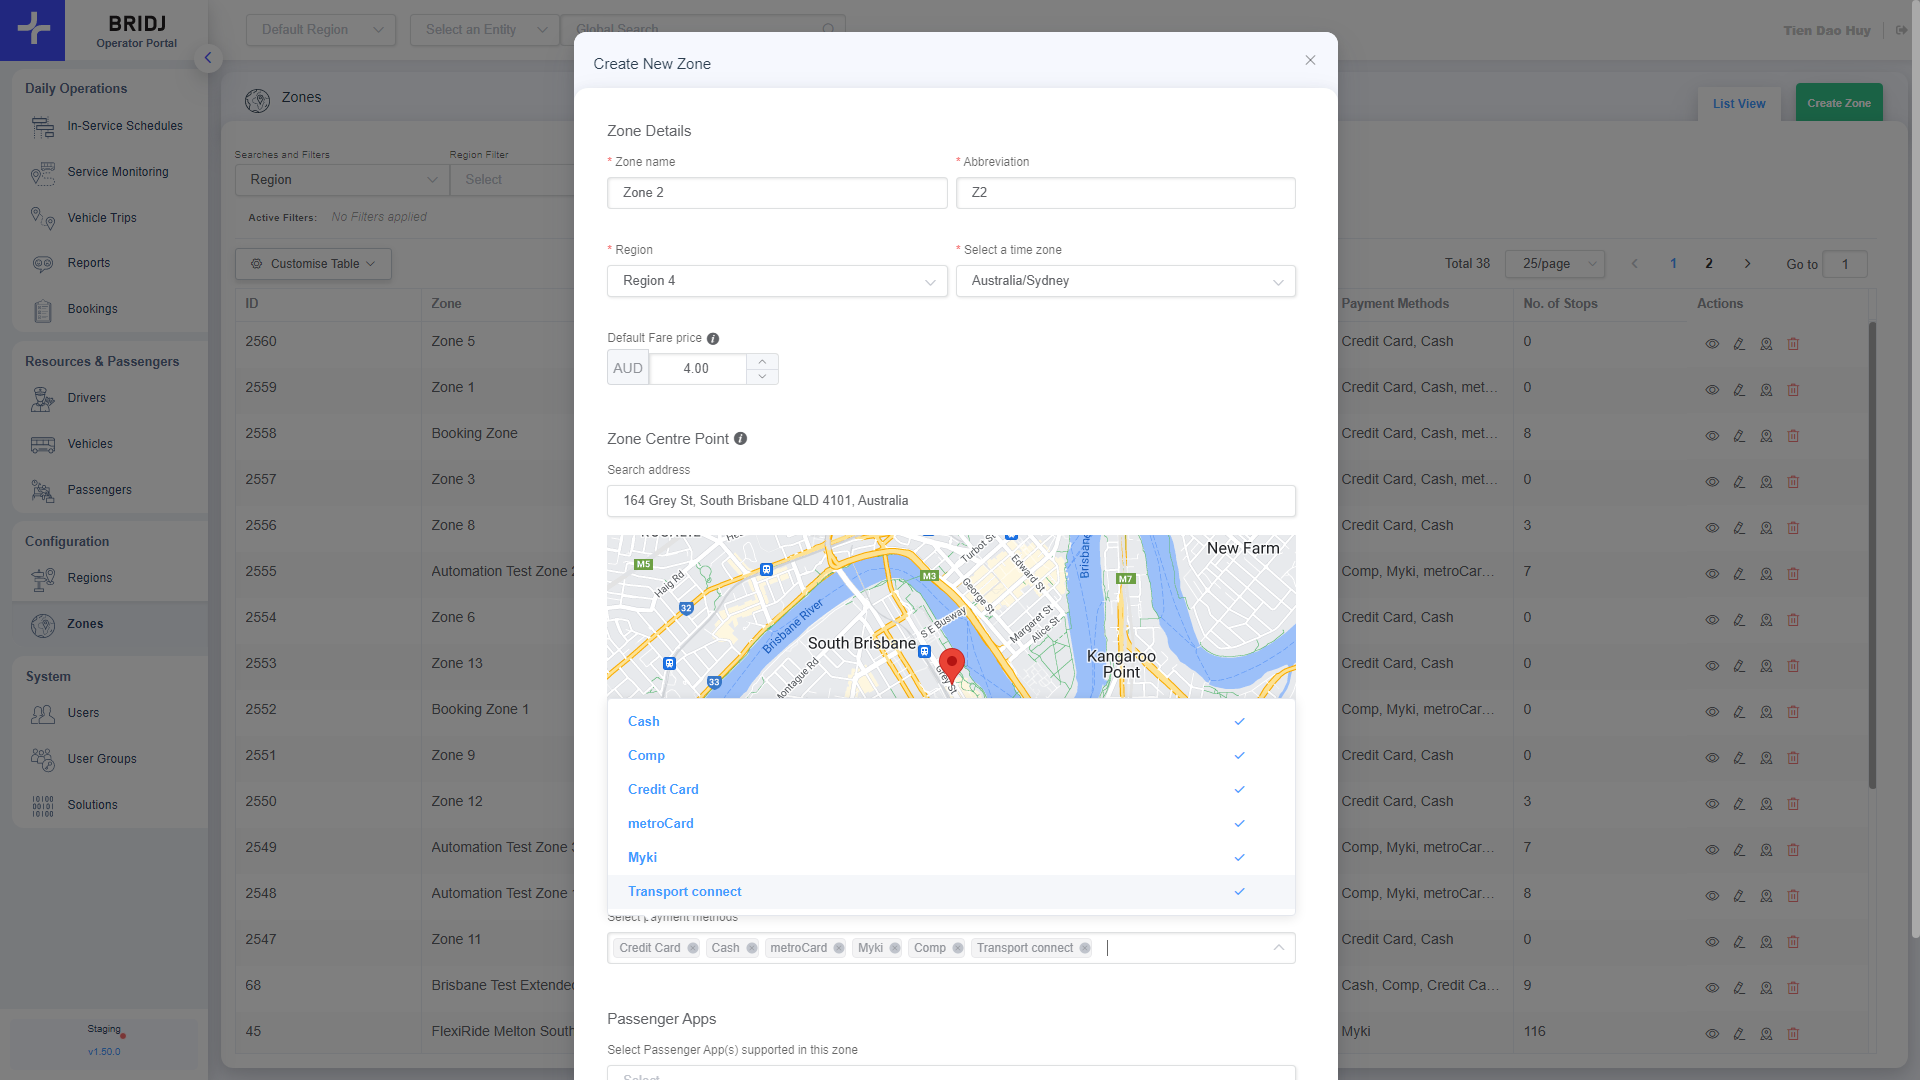 BRIDJ
Operator Portal
Default Region
Select an Entity
Global Search
Tien Dao Huy
Daily Operations
In-Service Schedules
Service Monitoring
Vehicle Trips
Reports
Bookings
Resources & Passengers
Drivers
Vehicles
Passengers
Configuration
Regions
Zones
System
Users
User Groups
Solutions
Staging
v1.50.0
Zones
List View
Create Zone
Searches and Filters
Region Filter
Region
Select
Active Filters: No Filters applied
Customise Table
Total 38
25/page
1
2
Go to
1
ID Zone Payment Methods No. of Stops Actions
2560 Zone 5 Credit Card, Cash 0
2559 Zone 1 Credit Card, Cash, met... 0
2558 Booking Zone Credit Card, Cash, met... 8
2557 Zone 3 Credit Card, Cash, met... 0
2556 Zone 8 Credit Card, Cash 3
2555 Automation Test Zone 2 Comp, Myki, metroCar... 7
2554 Zone 6 Credit Card, Cash 0
2553 Zone 13 Credit Card, Cash 0
2552 Booking Zone 1 Comp, Myki, metroCar... 0
2551 Zone 9 Credit Card, Cash 0
2550 Zone 12 Credit Card, Cash 3
2549 Automation Test Zone Comp, Myki, metroCar... 7
2548 Automation Test Zone Comp, Myki, metroCar... 8
2547 Zone 11 Credit Card, Cash 0
68 Brisbane Test Extended Cash, Comp, Credit Ca... 9
45 FlexiRide Melton South Myki 116
Create New Zone
Zone Details
* Zone name
* Abbreviation
Zone 2
Z2
* Region
* Select a time zone
Region 4
Australia/Sydney
Default Fare price
AUD 4.00
Zone Centre Point
Search address
164 Grey St, South Brisbane QLD 4101, Australia
Turbot St
New Farm
M5
Haig Rd
M3
Edward St
Brisbane
M7
George St
32
Brisbane River
S E Busway
Margaret St
Alice St
South Brisbane
Kangaroo
Point
Montague Rd
Grey St
33
Cash
Comp
Credit Card
metroCard
Myki
Transport connect
Select payment methods
Credit Card
Cash
metroCard
Myki
Comp
Transport connect
Passenger Apps
Select Passenger App(s) supported in this zone
Select